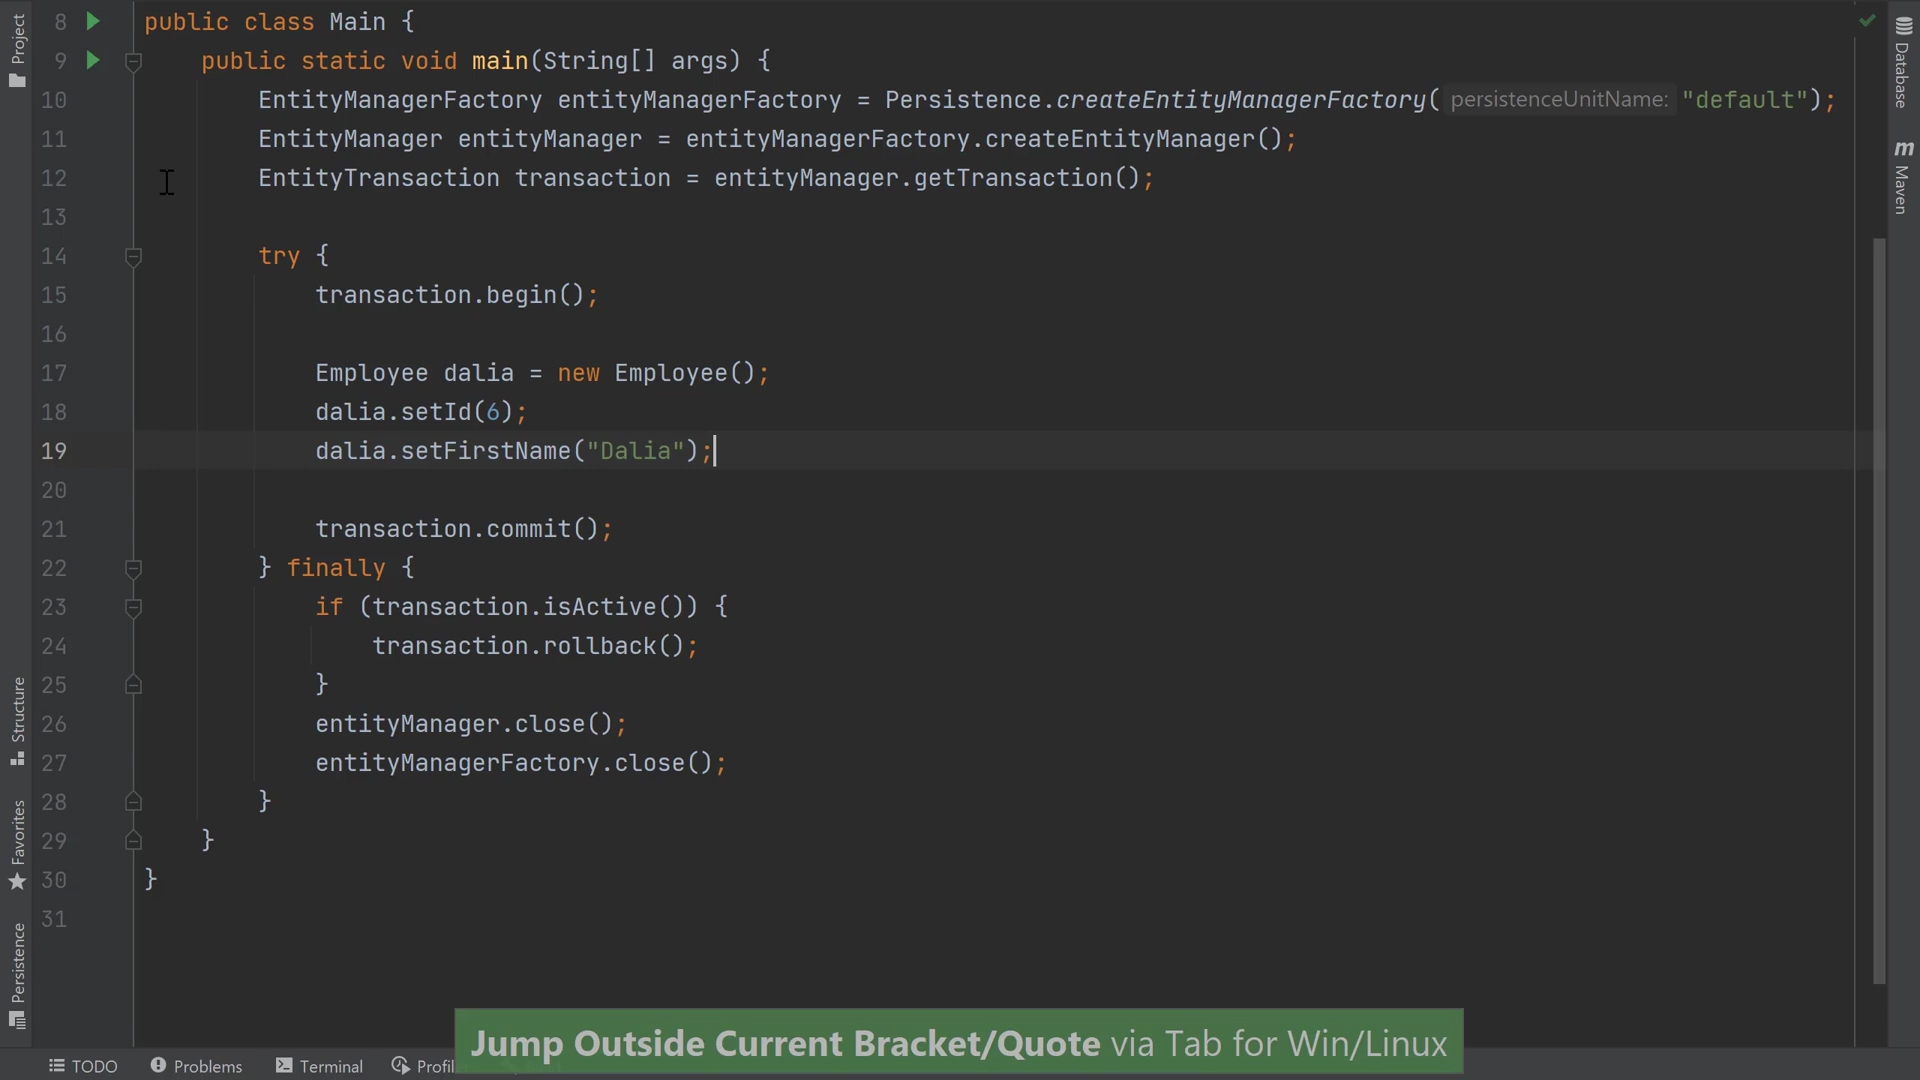 Project
8 public class Main {
9 public static void main(String[] args) {
10 EntityManagerFactory entityManagerFactory = Persistence.createEntityManagerFactory( persistenceUnitName: "default");
11 EntityManager entityManager = entityManagerFactory.createEntityManager();
12 EntityTransaction transaction = entityManager.getTransaction();
13
14 try {
15 transaction.begin();
16
17 Employee dalia = new Employee();
18 dalia.setId(6);
19 dalia.setFirstName("Dalia");
20
21 transaction.commit();
22 } finally {
23 if (transaction.isActive()) {
24 transaction.rollback();
25 }
26 entityManager.close();
27 entityManagerFactory.close();
28 }
29 }
30 }
31
Structure
Favorites
Persistence
Database
m Maven
Jump Outside Current Bracket/Quote via Tab for Win/Linux
TODO Problems Terminal Profil